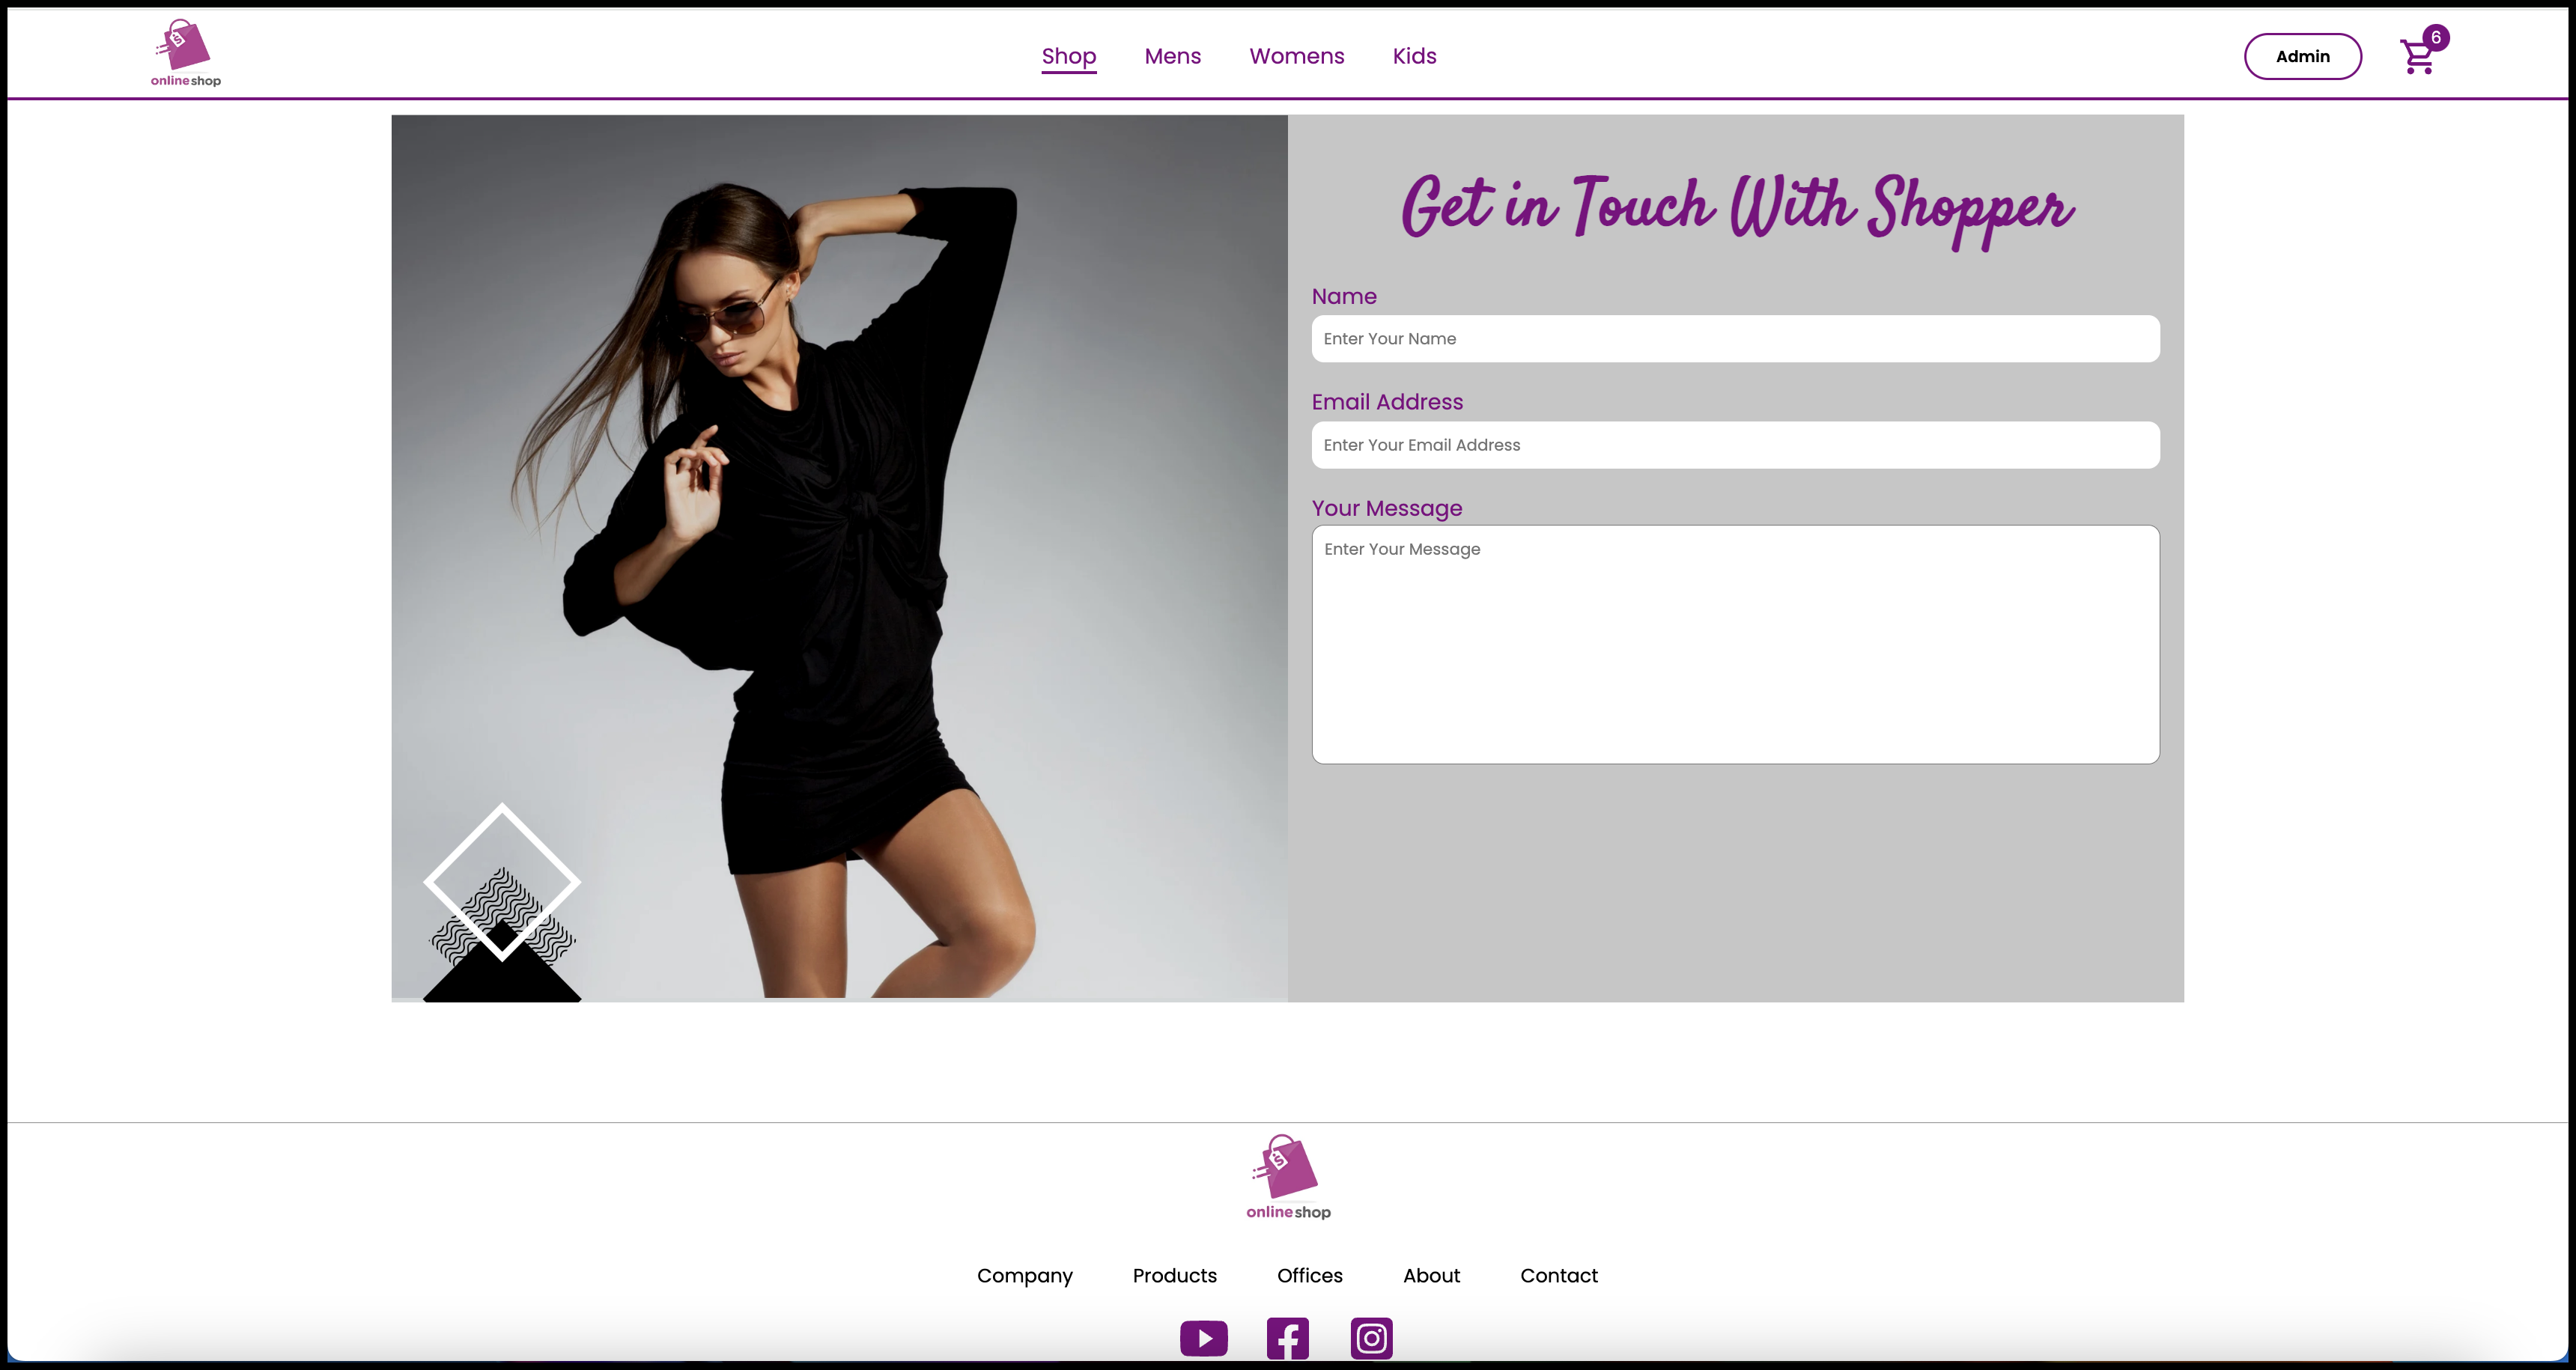 onlineshop
Shop Mens Womens Kids
Admin
6
Get in Touch With Shopper
Name
Enter Your Name
Email Address
Enter Your Email Address
Your Message
Enter Your Message
$
onlineshop
Company Products Offices About Contact